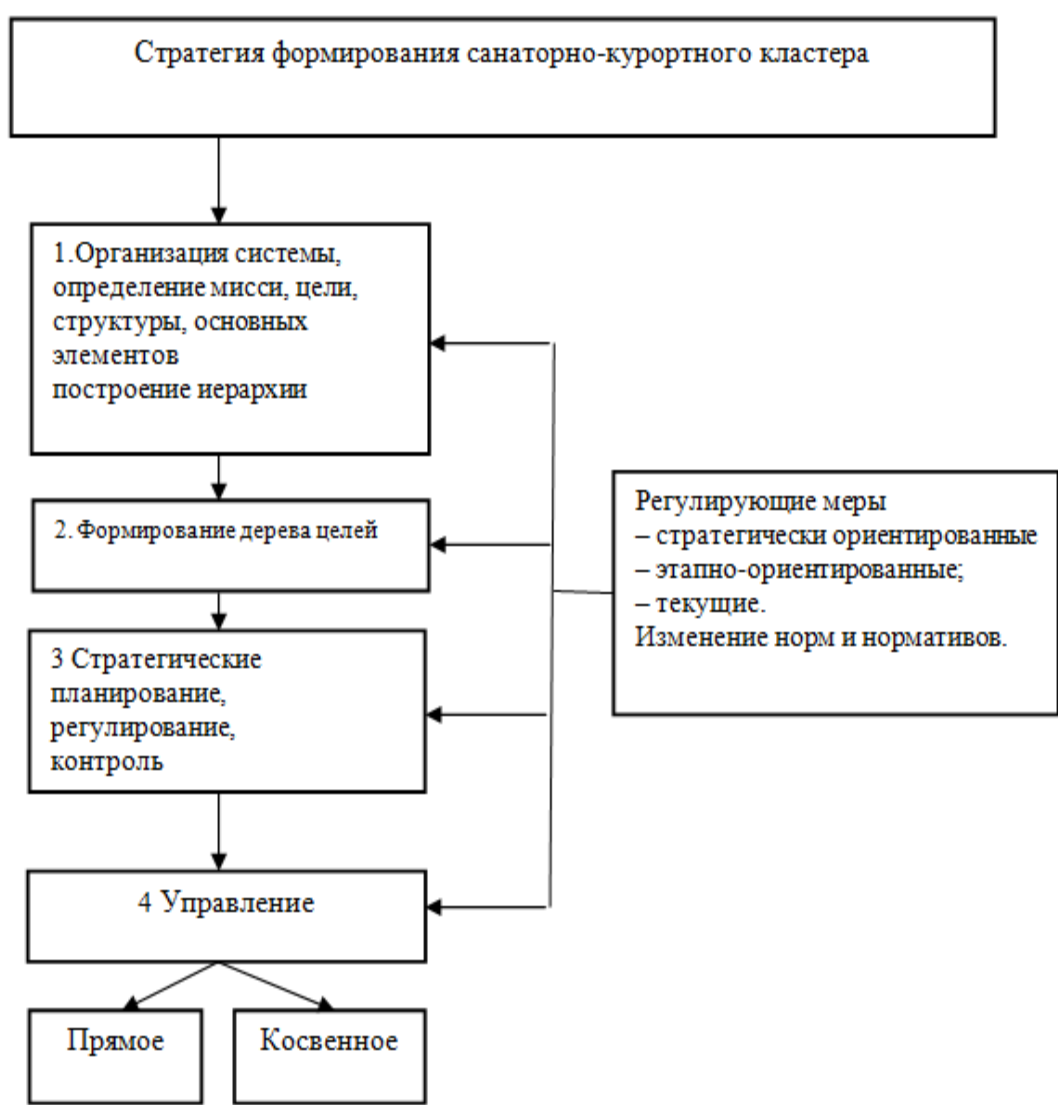 Стратегия формирования санаторно-курортного кластера
1.Организация системы,
определение мисси, цели,
структуры, основных
элементов
построение иерархии
2. Формирование дерева целей
3 Стратегические
планирование,
регулирование,
контроль
4 Управление
Прямое
Косвенное
Регулирующие меры
– стратегически ориентированные
– этапно-ориентированные;
– текущие.
Изменение норм и нормативов.